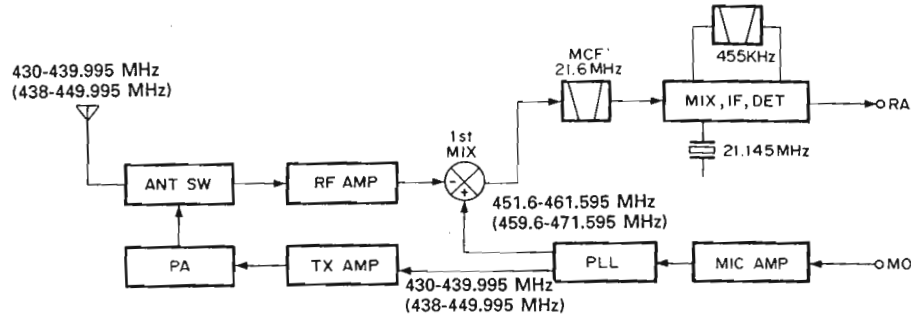 430-439.995 MHz
(438-449.995 MHz)
ANT SW
RF AMP
1st
MIX
-
+
MCF
21.6MHz
455KHz
MIX, IF, DET
RA
21.145MHz
451.6-461.595 MHz
(459.6-471.595 MHz)
PA
TX AMP
PLL
MIC AMP
MO
430-439.995 MHz
(438-449.995 MHz)